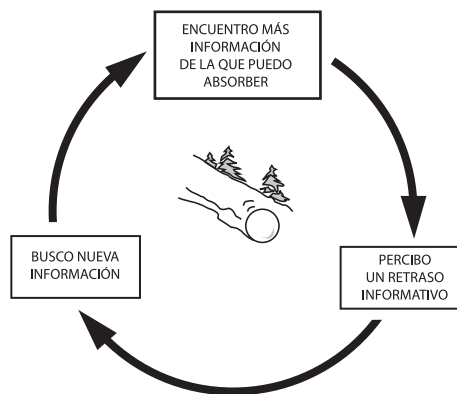 ENCUENTRO MÁS
INFORMACIÓN
DE LA QUE PUEDO
ABSORBER
PERCIBO
UN RETRASO
INFORMATIVO
BUSCO NUEVA
INFORMACIÓN